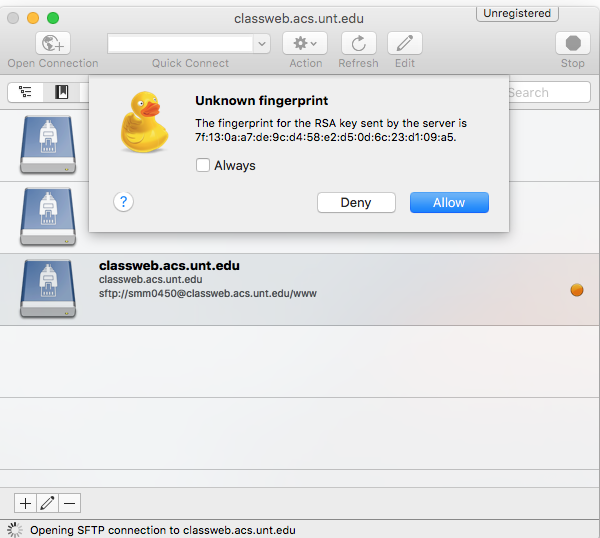 classweb.acs.unt.edu
Unregistered
Open Connection
Quick Connect
Action
Refresh
Edit
Stop
Search
Unknown fingerprint
The fingerprint for the RSA key sent by the server is
7f:13:0a:a7:de:9c:d4:58:e2:d5:0d:6c:23:d1:09:a5.
Always
?
Deny
Allow
classweb.acs.unt.edu
classweb.acs.unt.edu
sftp://smm0450@classweb.acs.unt.edu/www
Opening SFTP connection to classweb.acs.unt.edu